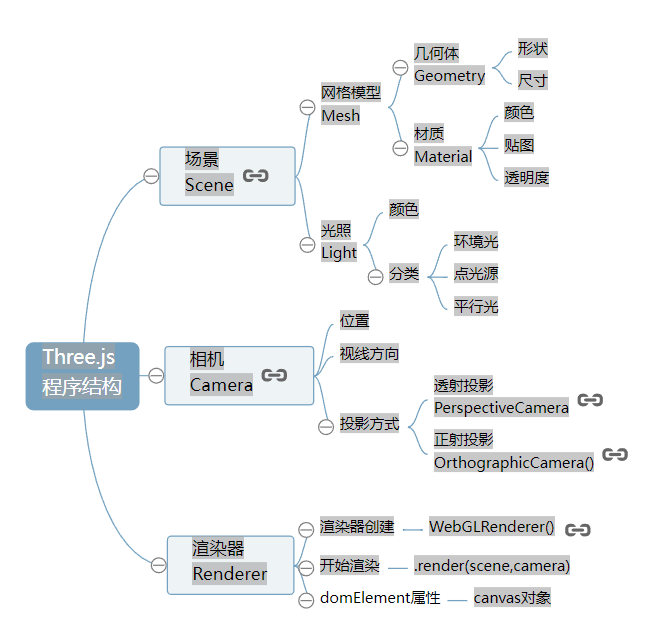 Three.js
程序结构
场景
Scene
网格模型
Mesh
几何体
Geometry
形状
尺寸
材质
Material
颜色
贴图
透明度
光照
Light
颜色
分类
环境光
点光源
平行光
相机
Camera
位置
视线方向
投影方式
透射投影
PerspectiveCamera
正射投影
OrthographicCamera()
渲染器
Renderer
渲染器创建
WebGLRenderer()
开始渲染
.render(scene,camera)
domElement属性
canvas对象